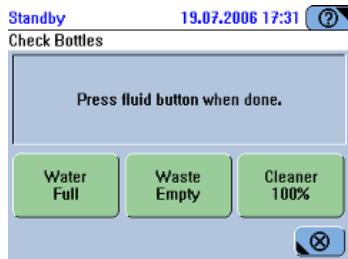 Standby 19.07.2006 17:31 ?
Check Bottles
Press fluid button when done.
Water Waste Cleaner
Full Empty 100%